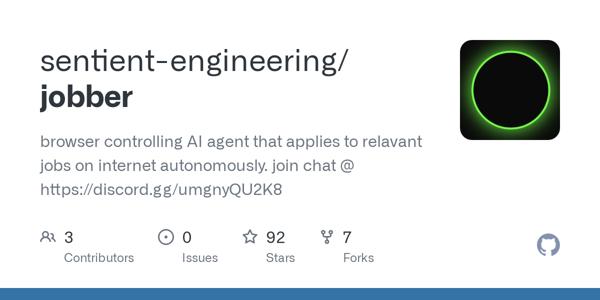 sentient-engineering/
jobber
browser controlling AI agent that applies to relavant
jobs on internet autonomously. join chat @
https://discord.gg/umgnyQU2K8
3 0 92 7
Contributors Issues Stars Forks